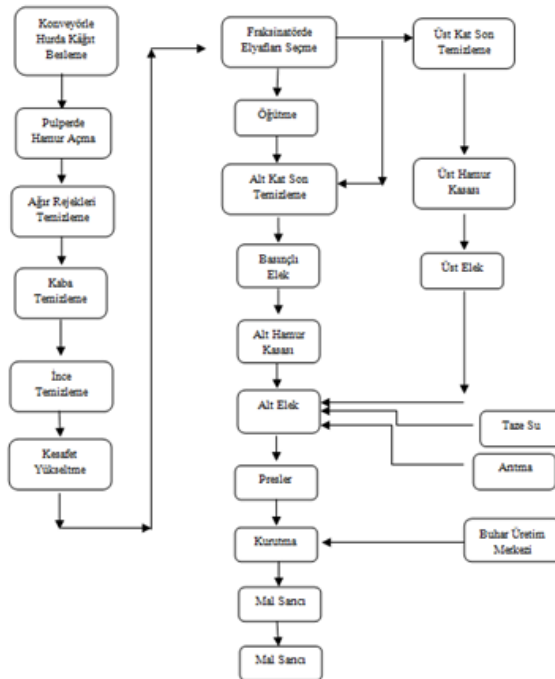 Konveyörle
Hurda Kâğıt
Besleme
Pulperde
Hamur Açma
Ağır Rejekleri
Temizleme
Kaba
Temizleme
İnce
Temizleme
Kesafet
Yükseltme
Fraksinatörde
Elyafları Seçme
Öğütme
Alt Kat Son
Temizleme
Basınçlı
Elek
Alt Hamur
Kasası
Alt Elek
Presler
Kurutma
Mal Sarıcı
Mal Sarıcı
Üst Kat Son
Temizleme
Üst Hamur
Kasası
Üst Elek
Taze Su
Arıtma
Buhar Üretim
Merkezi